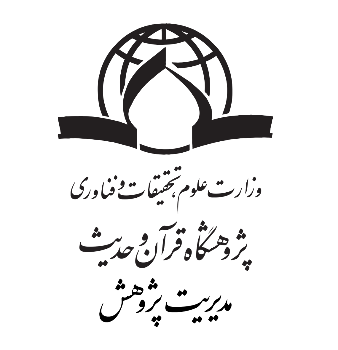 وزارت علوم، تحقیقات و فناوری
پژوهشگاه قرآن و حدیث
مدیریت پژوهش